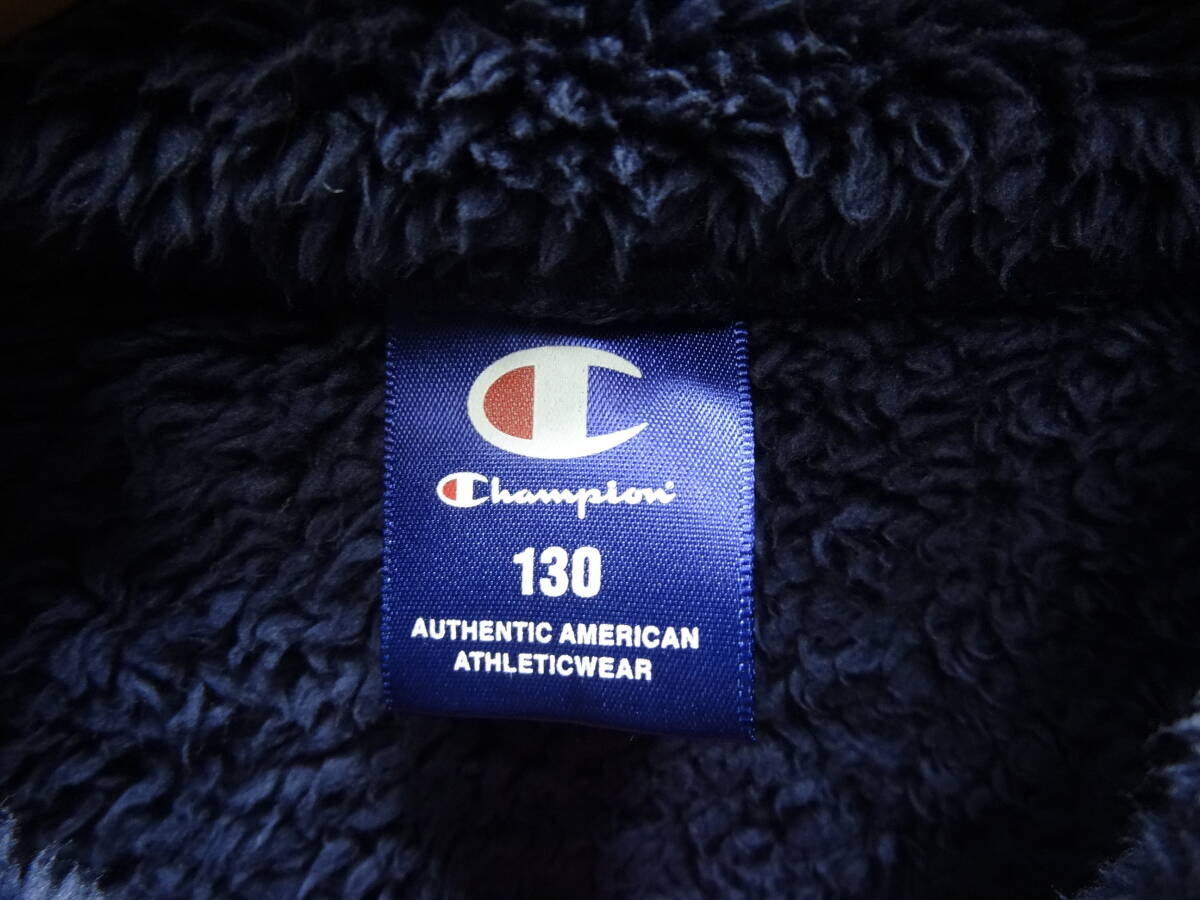 Champion
130
AUTHENTIC AMERICAN
ATHLETICWEAR